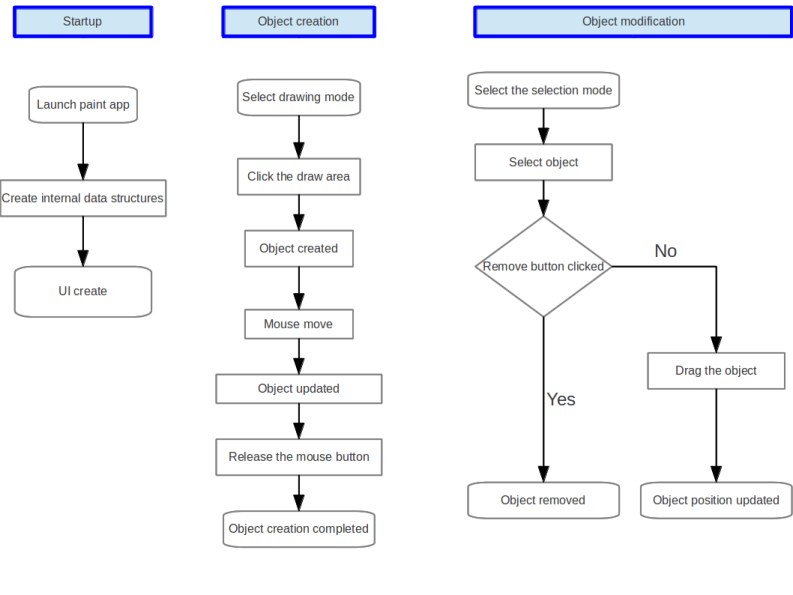 Startup
Launch paint app
Create internal data structures
UI create
Object creation
Select drawing mode
Click the draw area
Object created
Mouse move
Object updated
Release the mouse button
Object creation completed
Object modification
Select the selection mode
Select object
Remove button clicked
No
Drag the object
Yes
Object removed
Object position updated